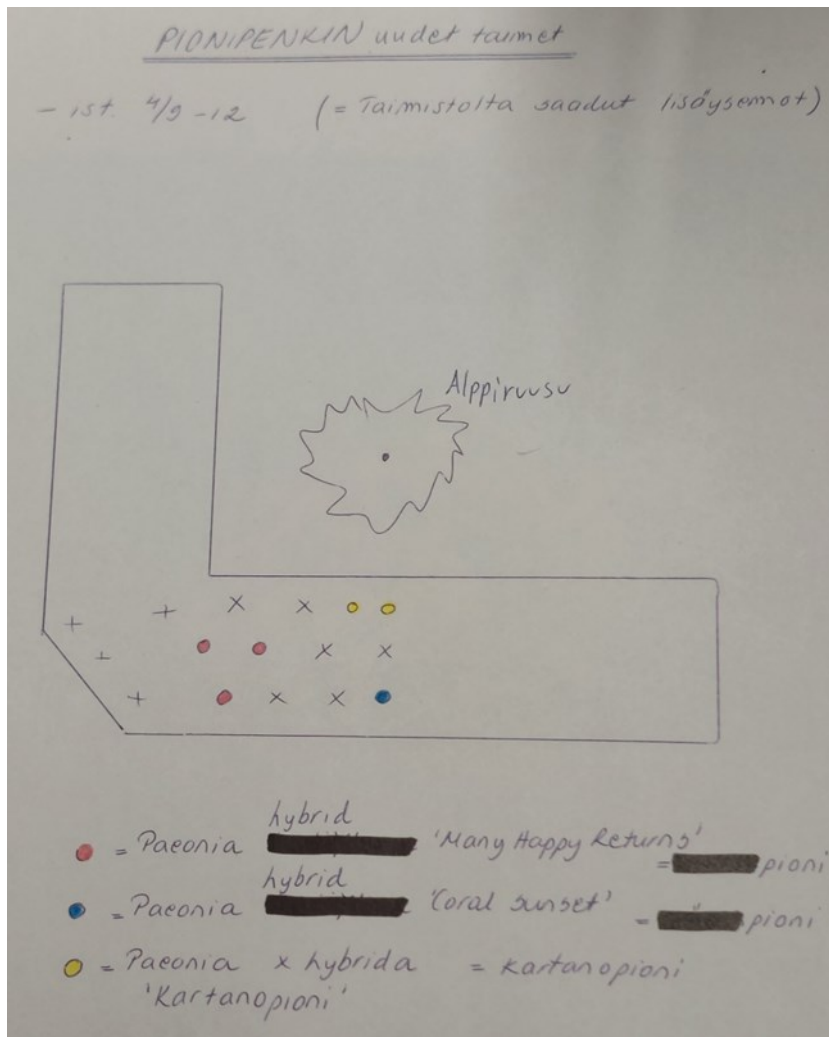 PIONIPENKIN uudet taimet
- ist. 4/9 -12 (= Taimistolta saadut lisäysemot)
Alppiruusu
hybrid
= Paeonia 'Many Happy Returns'
= pioni
hybrid
= Paeonia 'Coral sunset'
= pioni
= Paeonia x hybrida = Kartanopioni
'Kartanopioni'